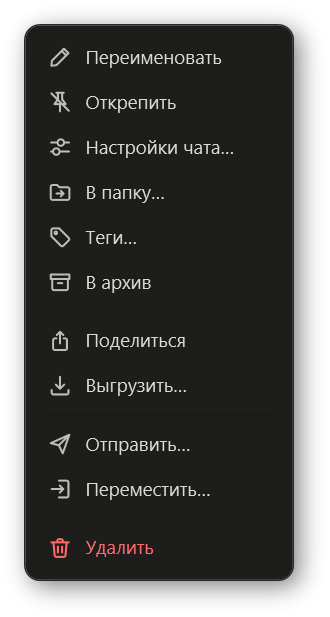 Переименовать
Открепить
Настройки чата...
В папку...
Теги...
В архив
Поделиться
Выгрузить...
Отправить...
Переместить...
Удалить